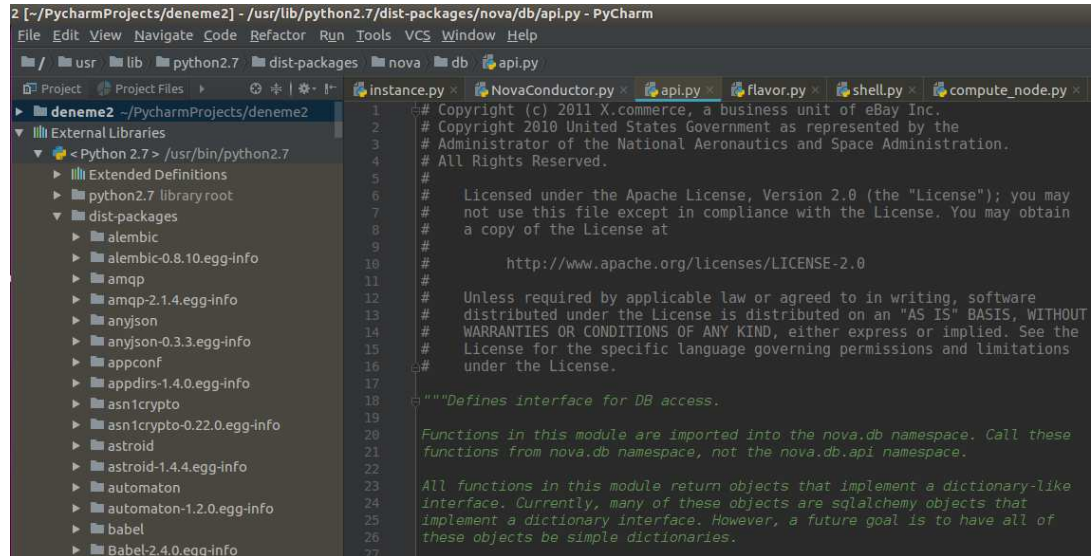 2 [~/PycharmProjects/deneme2] - /usr/lib/python2.7/dist-packages/nova/db/api.py - PyCharm
File Edit View Navigate Code Refactor Run Tools VCS Window Help
/ usr lib python2.7 dist-packages nova db api.py
Project Project Files
instance.py NovaConductor.py api.py flavor.py shell.py compute_node.py
deneme2 ~/PycharmProjects/deneme2
External Libraries
< Python 2.7 > /usr/bin/python2.7
Extended Definitions
python2.7 library root
dist-packages
alembic
alembic-0.8.10.egg-info
amqp
amqp-2.1.4.egg-info
anyjson
anyjson-0.3.3.egg-info
appconf
appdirs-1.4.0.egg-info
asn1crypto
asn1crypto-0.22.0.egg-info
astroid
astroid-1.4.4.egg-info
automaton
automaton-1.2.0.egg-info
babel
Babel-2.4.0.egg-info
1 # Copyright (c) 2011 X.commerce, a business unit of eBay Inc.
2 # Copyright 2010 United States Government as represented by the
3 # Administrator of the National Aeronautics and Space Administration.
4 # All Rights Reserved.
5 #
6 #    Licensed under the Apache License, Version 2.0 (the "License"); you may
7 #    not use this file except in compliance with the License. You may obtain
8 #    a copy of the License at
9 #
10 #         http://www.apache.org/licenses/LICENSE-2.0
11 #
12 #    Unless required by applicable law or agreed to in writing, software
13 #    distributed under the License is distributed on an "AS IS" BASIS, WITHOUT
14 #    WARRANTIES OR CONDITIONS OF ANY KIND, either express or implied. See the
15 #    License for the specific language governing permissions and limitations
16 #    under the License.
17
18 """Defines interface for DB access.
19
20 Functions in this module are imported into the nova.db namespace. Call these
21 functions from nova.db namespace, not the nova.db.api namespace.
22
23 All functions in this module return objects that implement a dictionary-like
24 interface. Currently, many of these objects are sqlalchemy objects that
25 implement a dictionary interface. However, a future goal is to have all of
26 these objects be simple dictionaries.
27